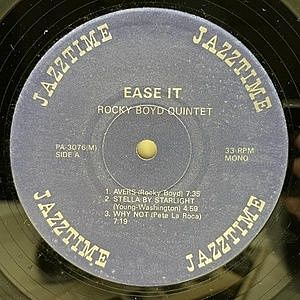 JAZZTIME
JAZZTIME
EASE IT
ROCKY BOYD QUINTET
PA-3076(M)
SIDE A
33-RPM
MONO
1. AVERS (Rocky Boyd) 7:35
2. STELLA BY STARLIGHT
(Young-Washington) 4:59
3. WHY NOT (Pete La Roca)
7:19
JAZZTIME
JAZZTIME